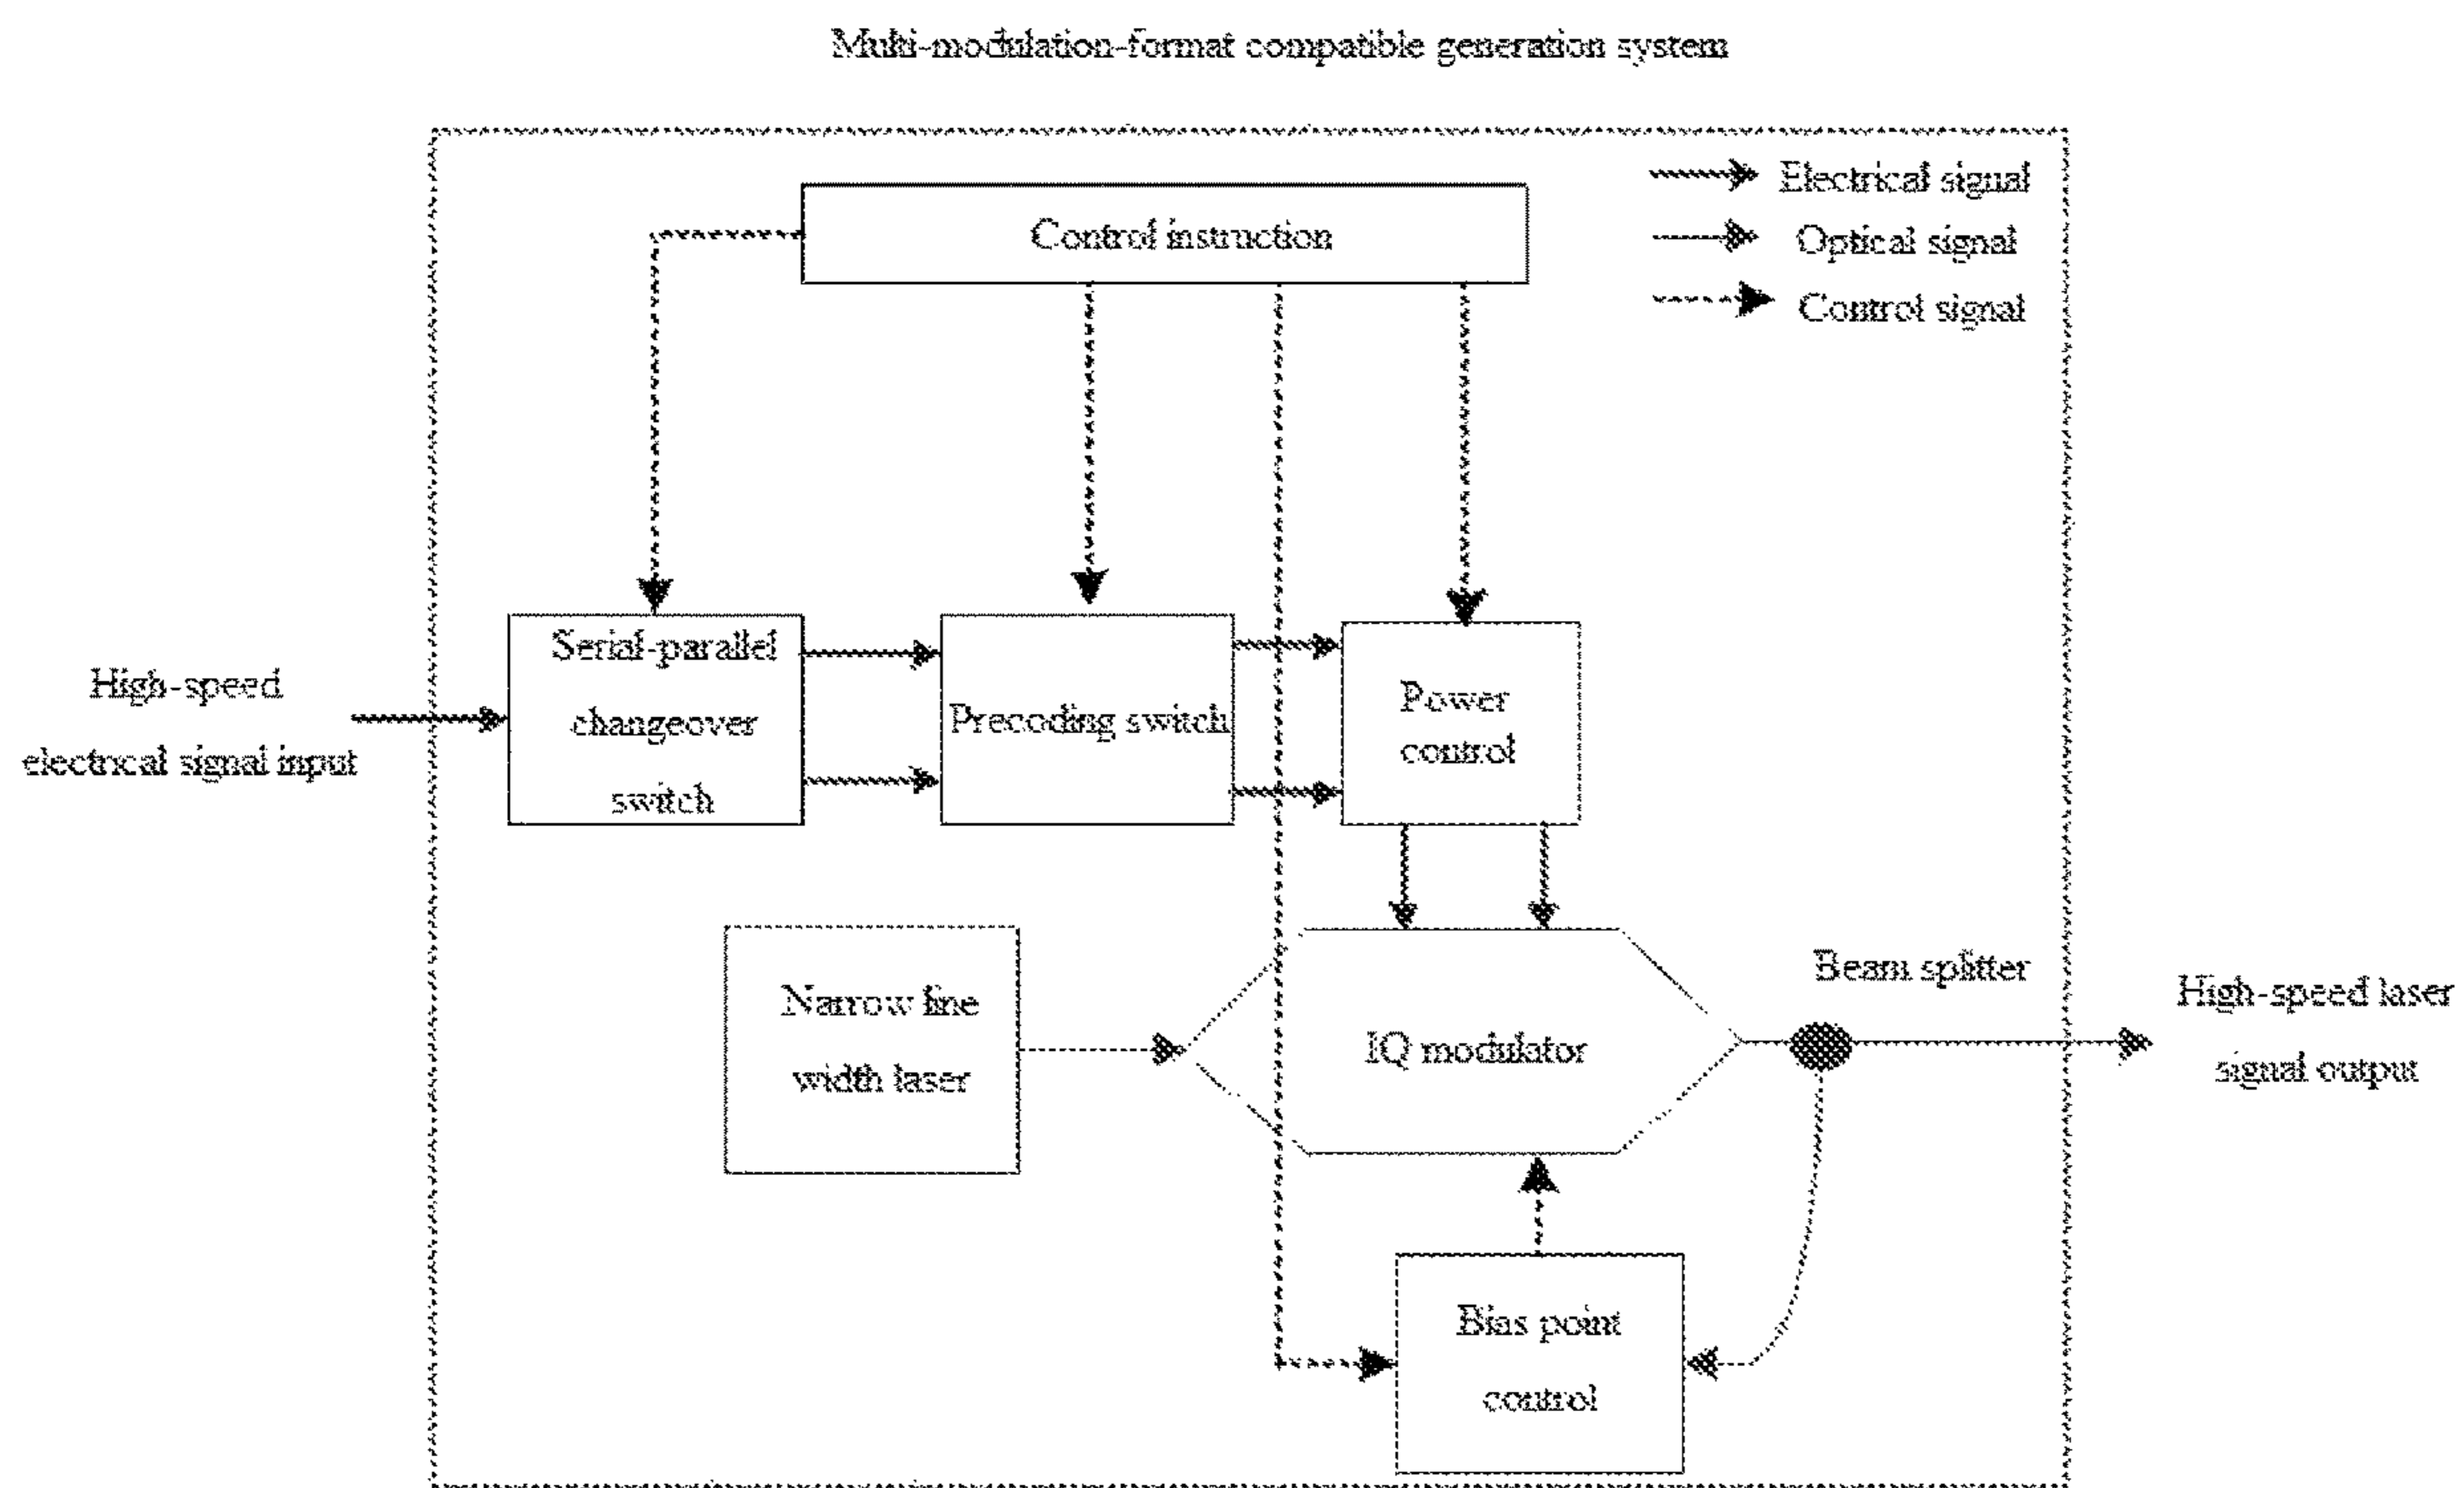 Multi-modulation-format compatible generation system
Electrical signal
Optical signal
Control signal
Control instruction
High-speed
electrical signal input
Serial-parallel
changeover
switch
Precoding switch
Power
control
Narrow line
width laser
IQ modulator
Beam splitter
High-speed laser
signal output
Bias point
control